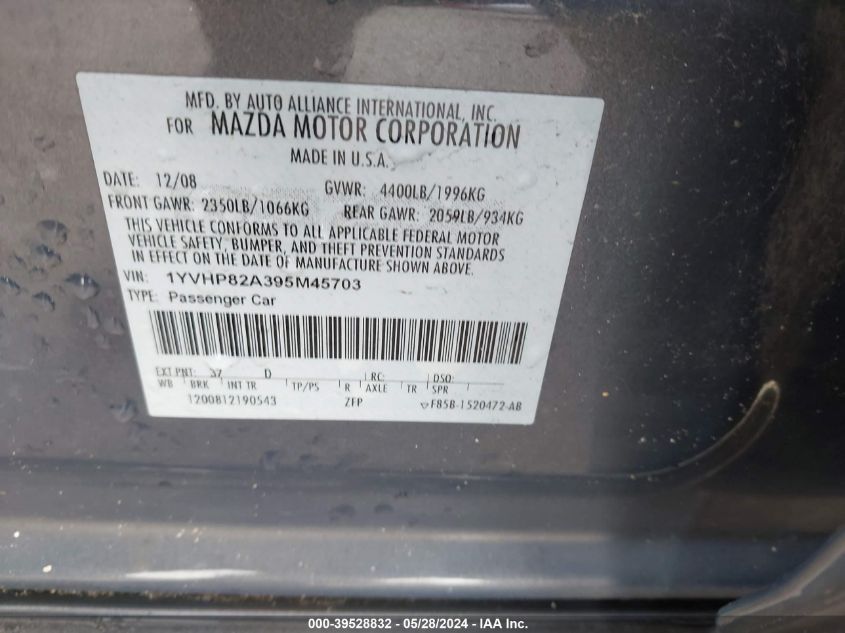 MFD. BY AUTO ALLIANCE INTERNATIONAL, INC.
FOR MAZDA MOTOR CORPORATION
MADE IN U.S.A.
DATE: 12/08 GVWR: 4400LB/1996KG
FRONT GAWR: 2350LB/1066KG REAR GAWR: 2059LB/934KG
THIS VEHICLE CONFORMS TO ALL APPLICABLE FEDERAL MOTOR
VEHICLE SAFETY, BUMPER, AND THEFT PREVENTION STANDARDS
IN EFFECT ON THE DATE OF MANUFACTURE SHOWN ABOVE.
VIN: 1YVHP82A395M45703
TYPE: Passenger Car
EXT PNT: 37 D RC: DSO:
WB BRK INT TR TP/PS R AXLE TR SPR
1200812190543 ZFP F85B-1520472-AB
000-39528832 - 05/28/2024 - IAA Inc.